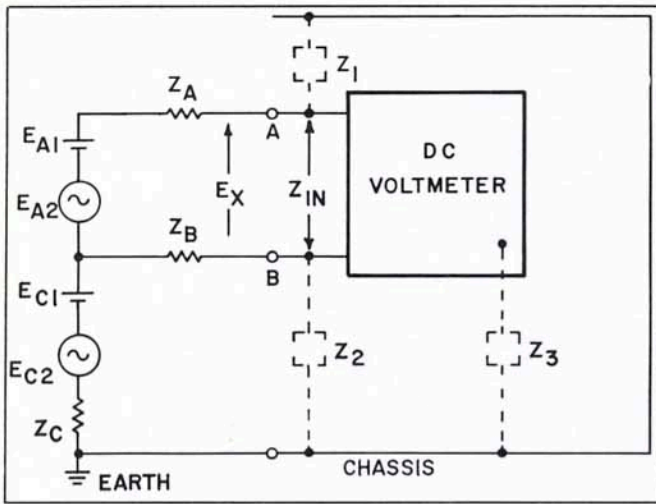 Z1
ZA
A
EA1
DC
VOLTMETER
EX
ZIN
EA2
ZB
B
EC1
Z2
Z3
EC2
ZC
CHASSIS
EARTH